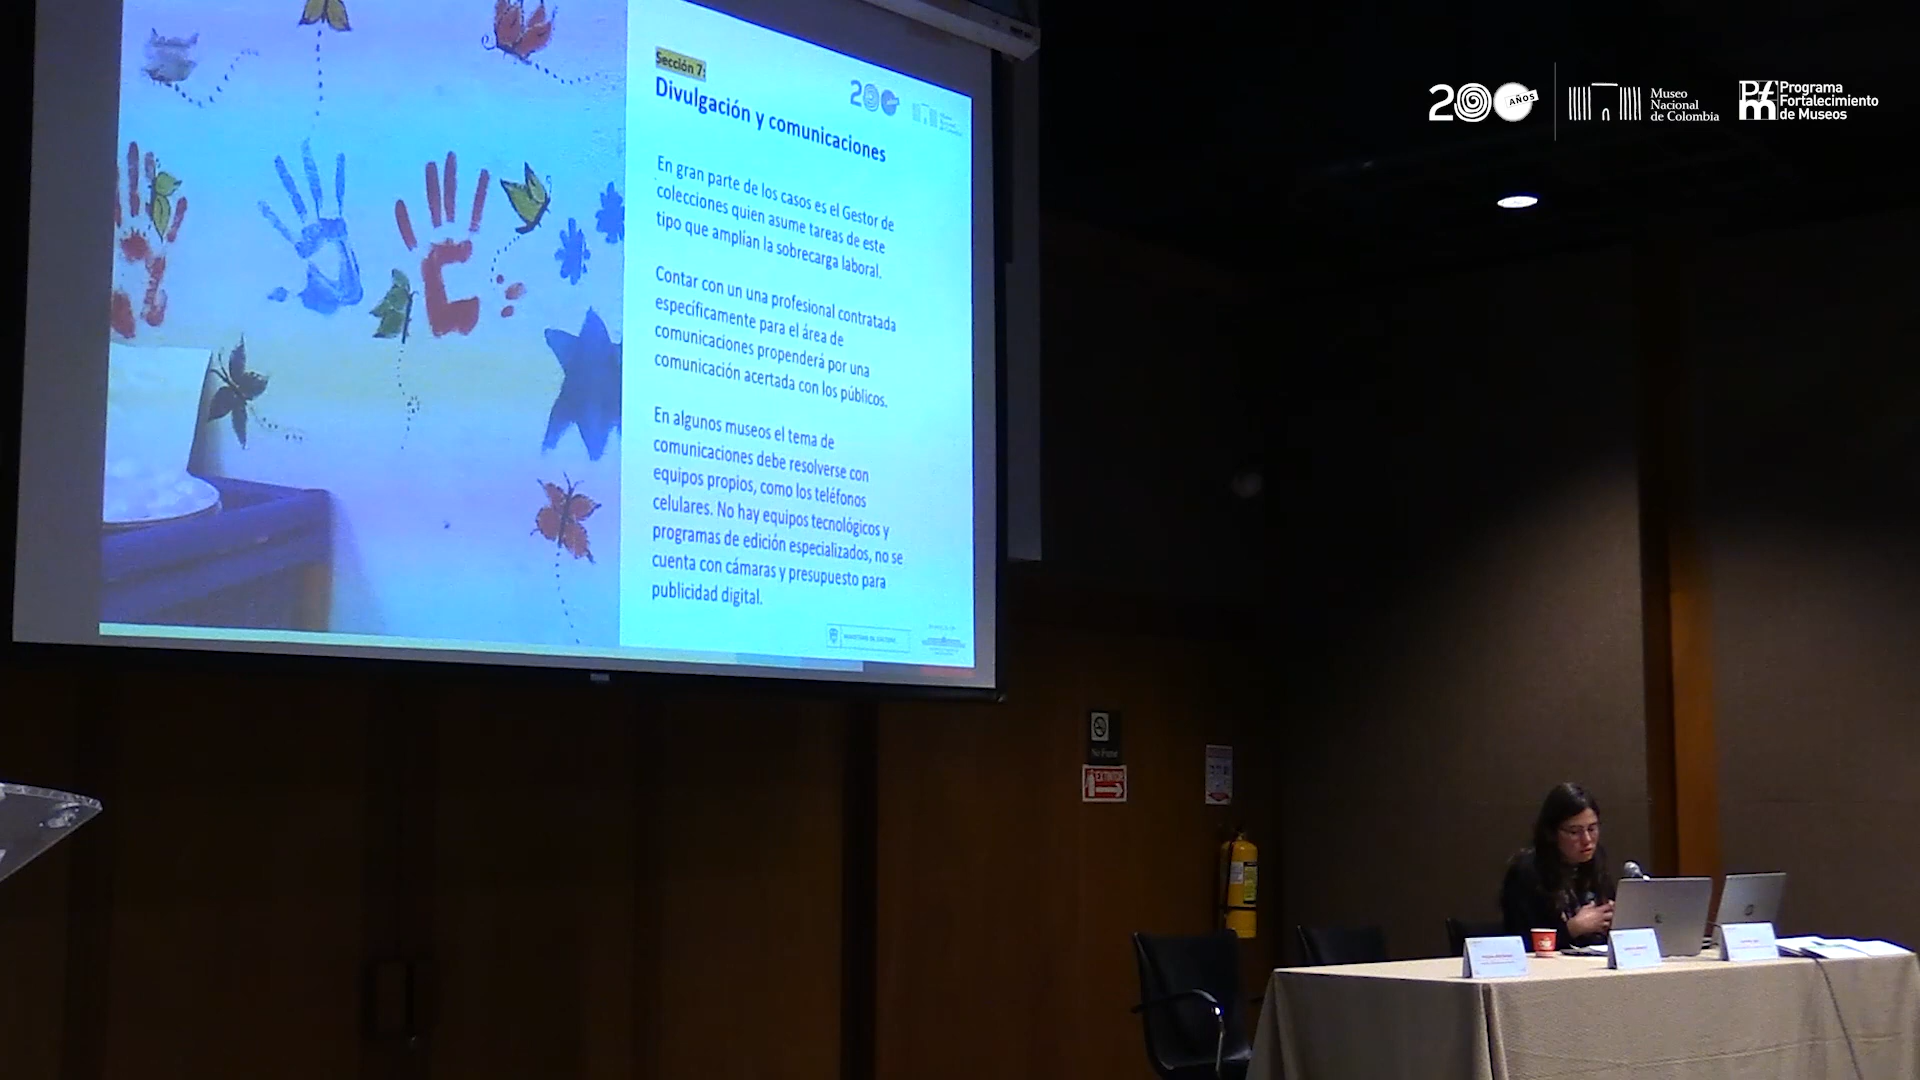 Sección 7:
Divulgación y comunicaciones
200
En gran parte de los casos es el Gestor de
colecciones quien asume tareas de este
tipo que amplían la sobrecarga laboral.
Contar con un una profesional contratada
específicamente para el área de
comunicaciones propenderá por una
comunicación acertada con los públicos.
En algunos museos el tema de
comunicaciones debe resolverse con
equipos propios, como los teléfonos
celulares. No hay equipos tecnológicos y
programas de edición especializados, no se
cuenta con cámaras y presupuesto para
publicidad digital.
200 AÑOS
Museo
Nacional
de Colombia
Pfm
Programa
Fortalecimiento
de Museos
No Fumar
EXTINTOR